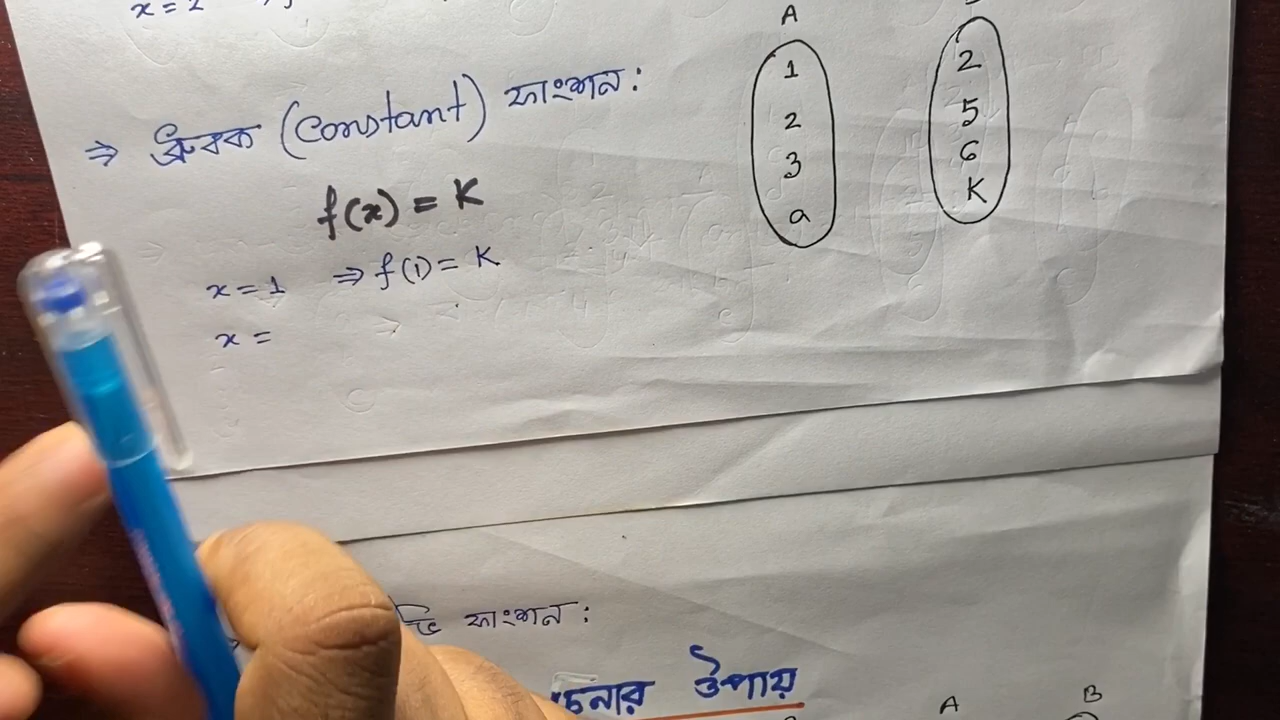 x = 2
⇒ ধ্রুবক (Constant) ফাংশন :
f(x) = K
x = 1 ⇒ f(1) = K
x =
A
1
2
3
a
2
5
6
K
ফাংশন :
চেনার উপায়
A
B